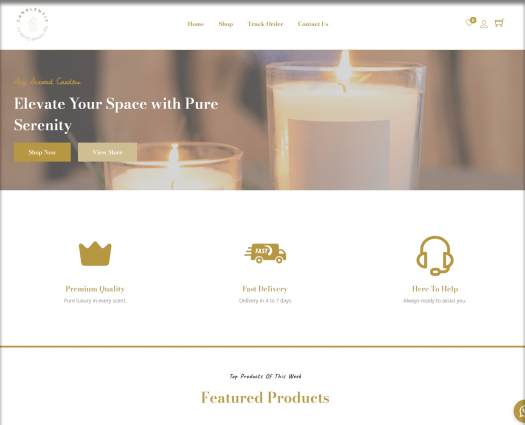 CANDLENTIC
Home Shop Track Order Contact Us
0
Soy Scented Candles
Elevate Your Space with Pure
Serenity
Shop Now View More
FAST
Premium Quality Fast Delivery Here To Help
Pure luxury in every scent. Delivery in 4 to 7 days. Always ready to assist you.
Top Products Of This Week
Featured Products